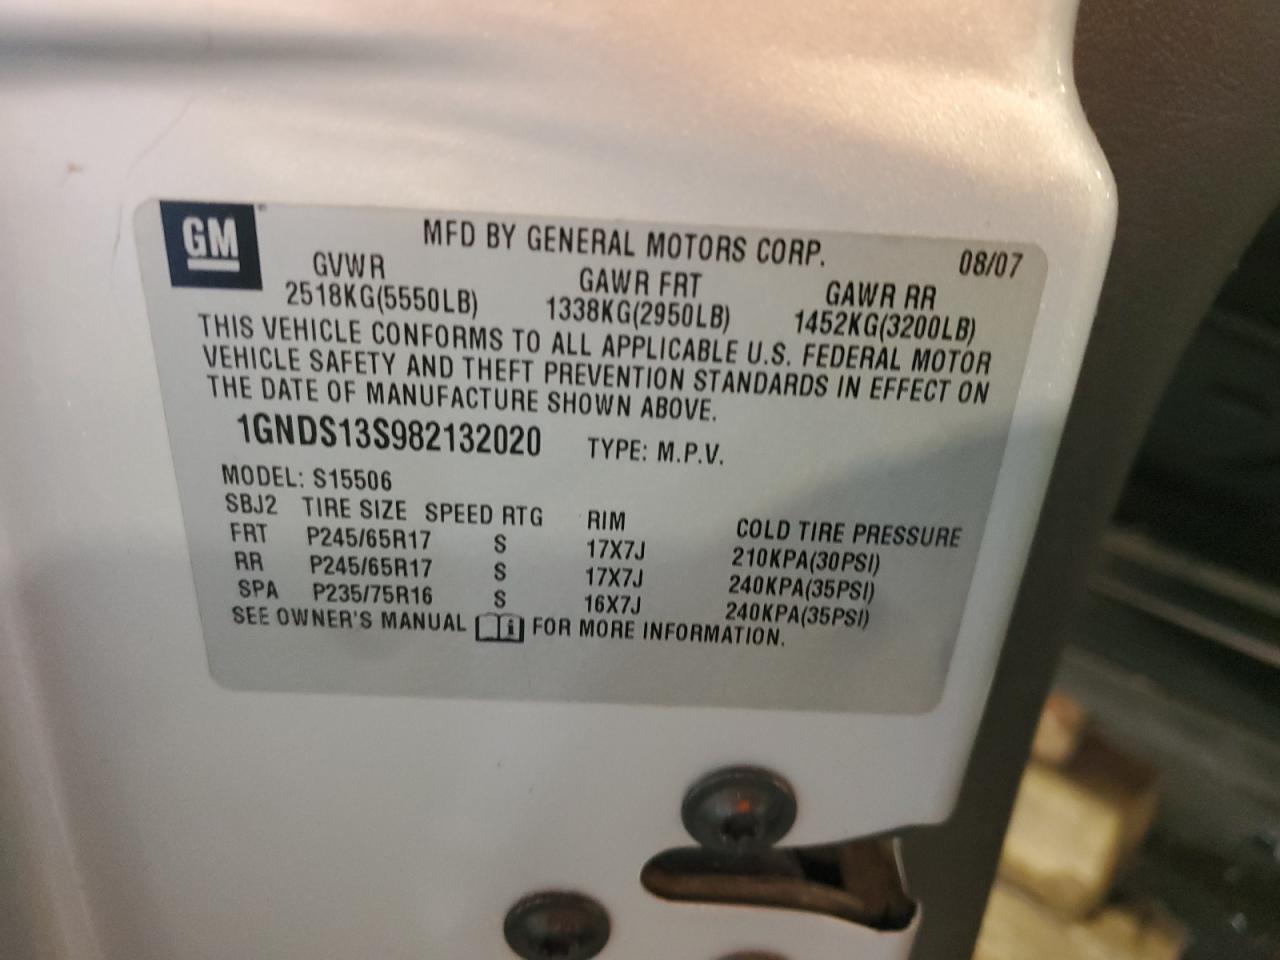 GM
MFD BY GENERAL MOTORS CORP. 08/07
GVWR GAWR FRT GAWR RR
2518KG(5550LB) 1338KG(2950LB) 1452KG(3200LB)
THIS VEHICLE CONFORMS TO ALL APPLICABLE U.S. FEDERAL MOTOR
VEHICLE SAFETY AND THEFT PREVENTION STANDARDS IN EFFECT ON
THE DATE OF MANUFACTURE SHOWN ABOVE.
1GNDS13S982132020 TYPE: M.P.V.
MODEL: S15506
SBJ2 TIRE SIZE SPEED RTG RIM COLD TIRE PRESSURE
FRT P245/65R17 S 17X7J 210KPA(30PSI)
RR P245/65R17 S 17X7J 240KPA(35PSI)
SPA P235/75R16 S 16X7J 240KPA(35PSI)
SEE OWNER'S MANUAL i FOR MORE INFORMATION.